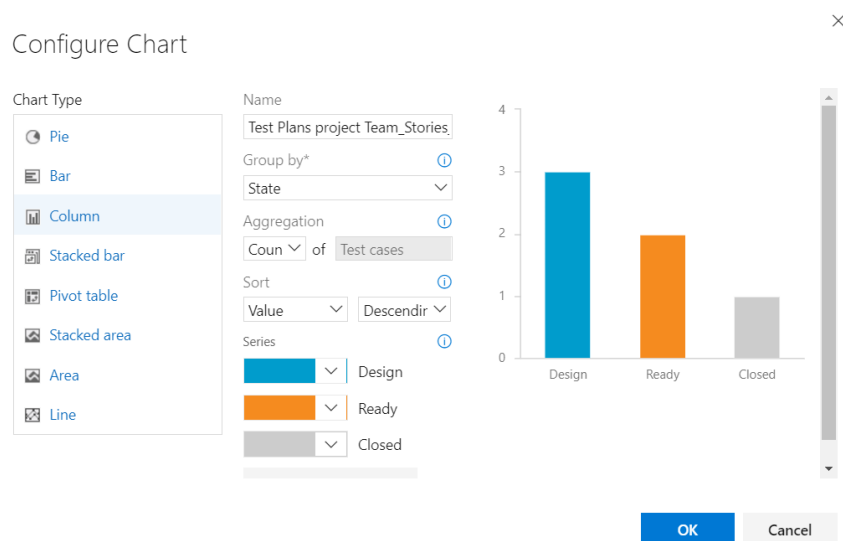 Configure Chart
Chart Type
Pie
Bar
Column
Stacked bar
Pivot table
Stacked area
Area
Line
Name
Test Plans project Team_Stories_
Group by*
State
Aggregation
Coun of Test cases
Sort
Value Descendir
Series
Design
Ready
Closed
4
3
2
1
0
Design Ready Closed
OK Cancel